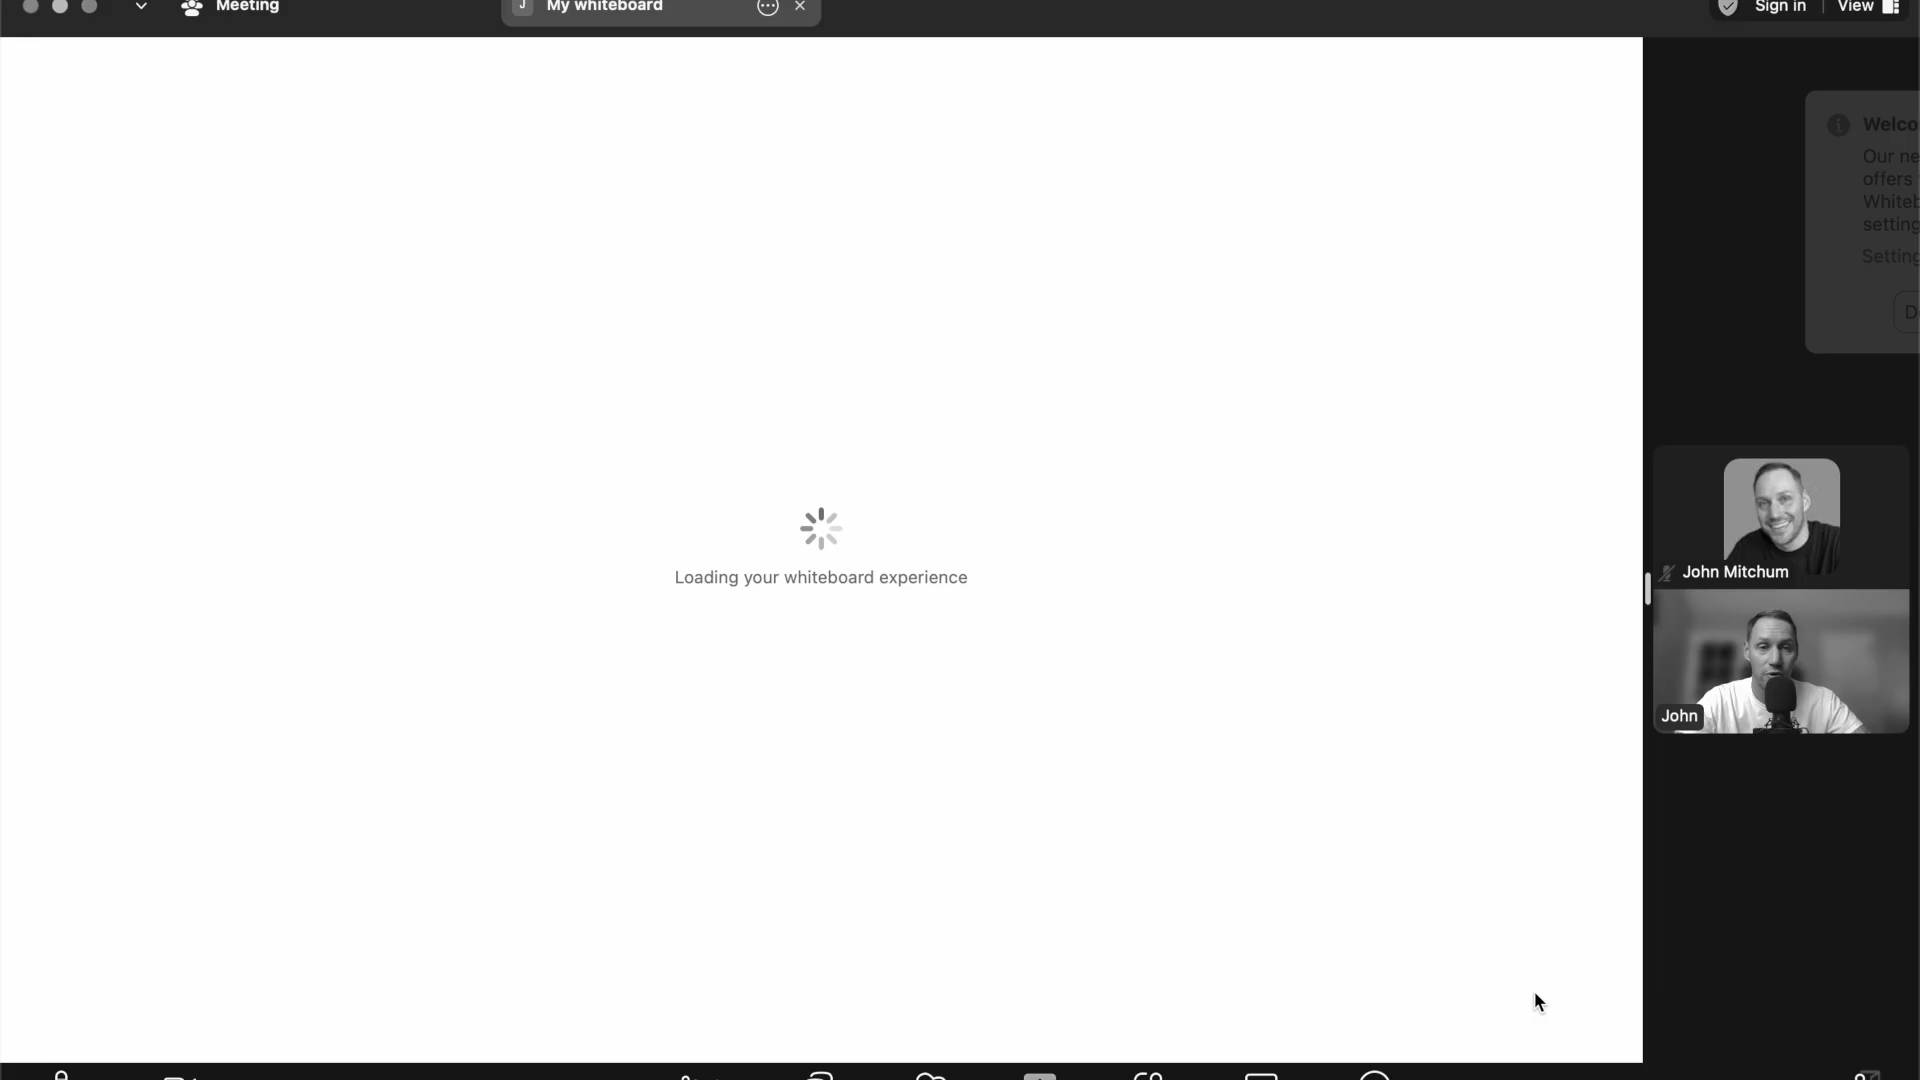 Meeting
J My whiteboard
Sign in
View
Welco
Our ne
offers
Whiteb
setting
Setting
D
Loading your whiteboard experience
John Mitchum
John